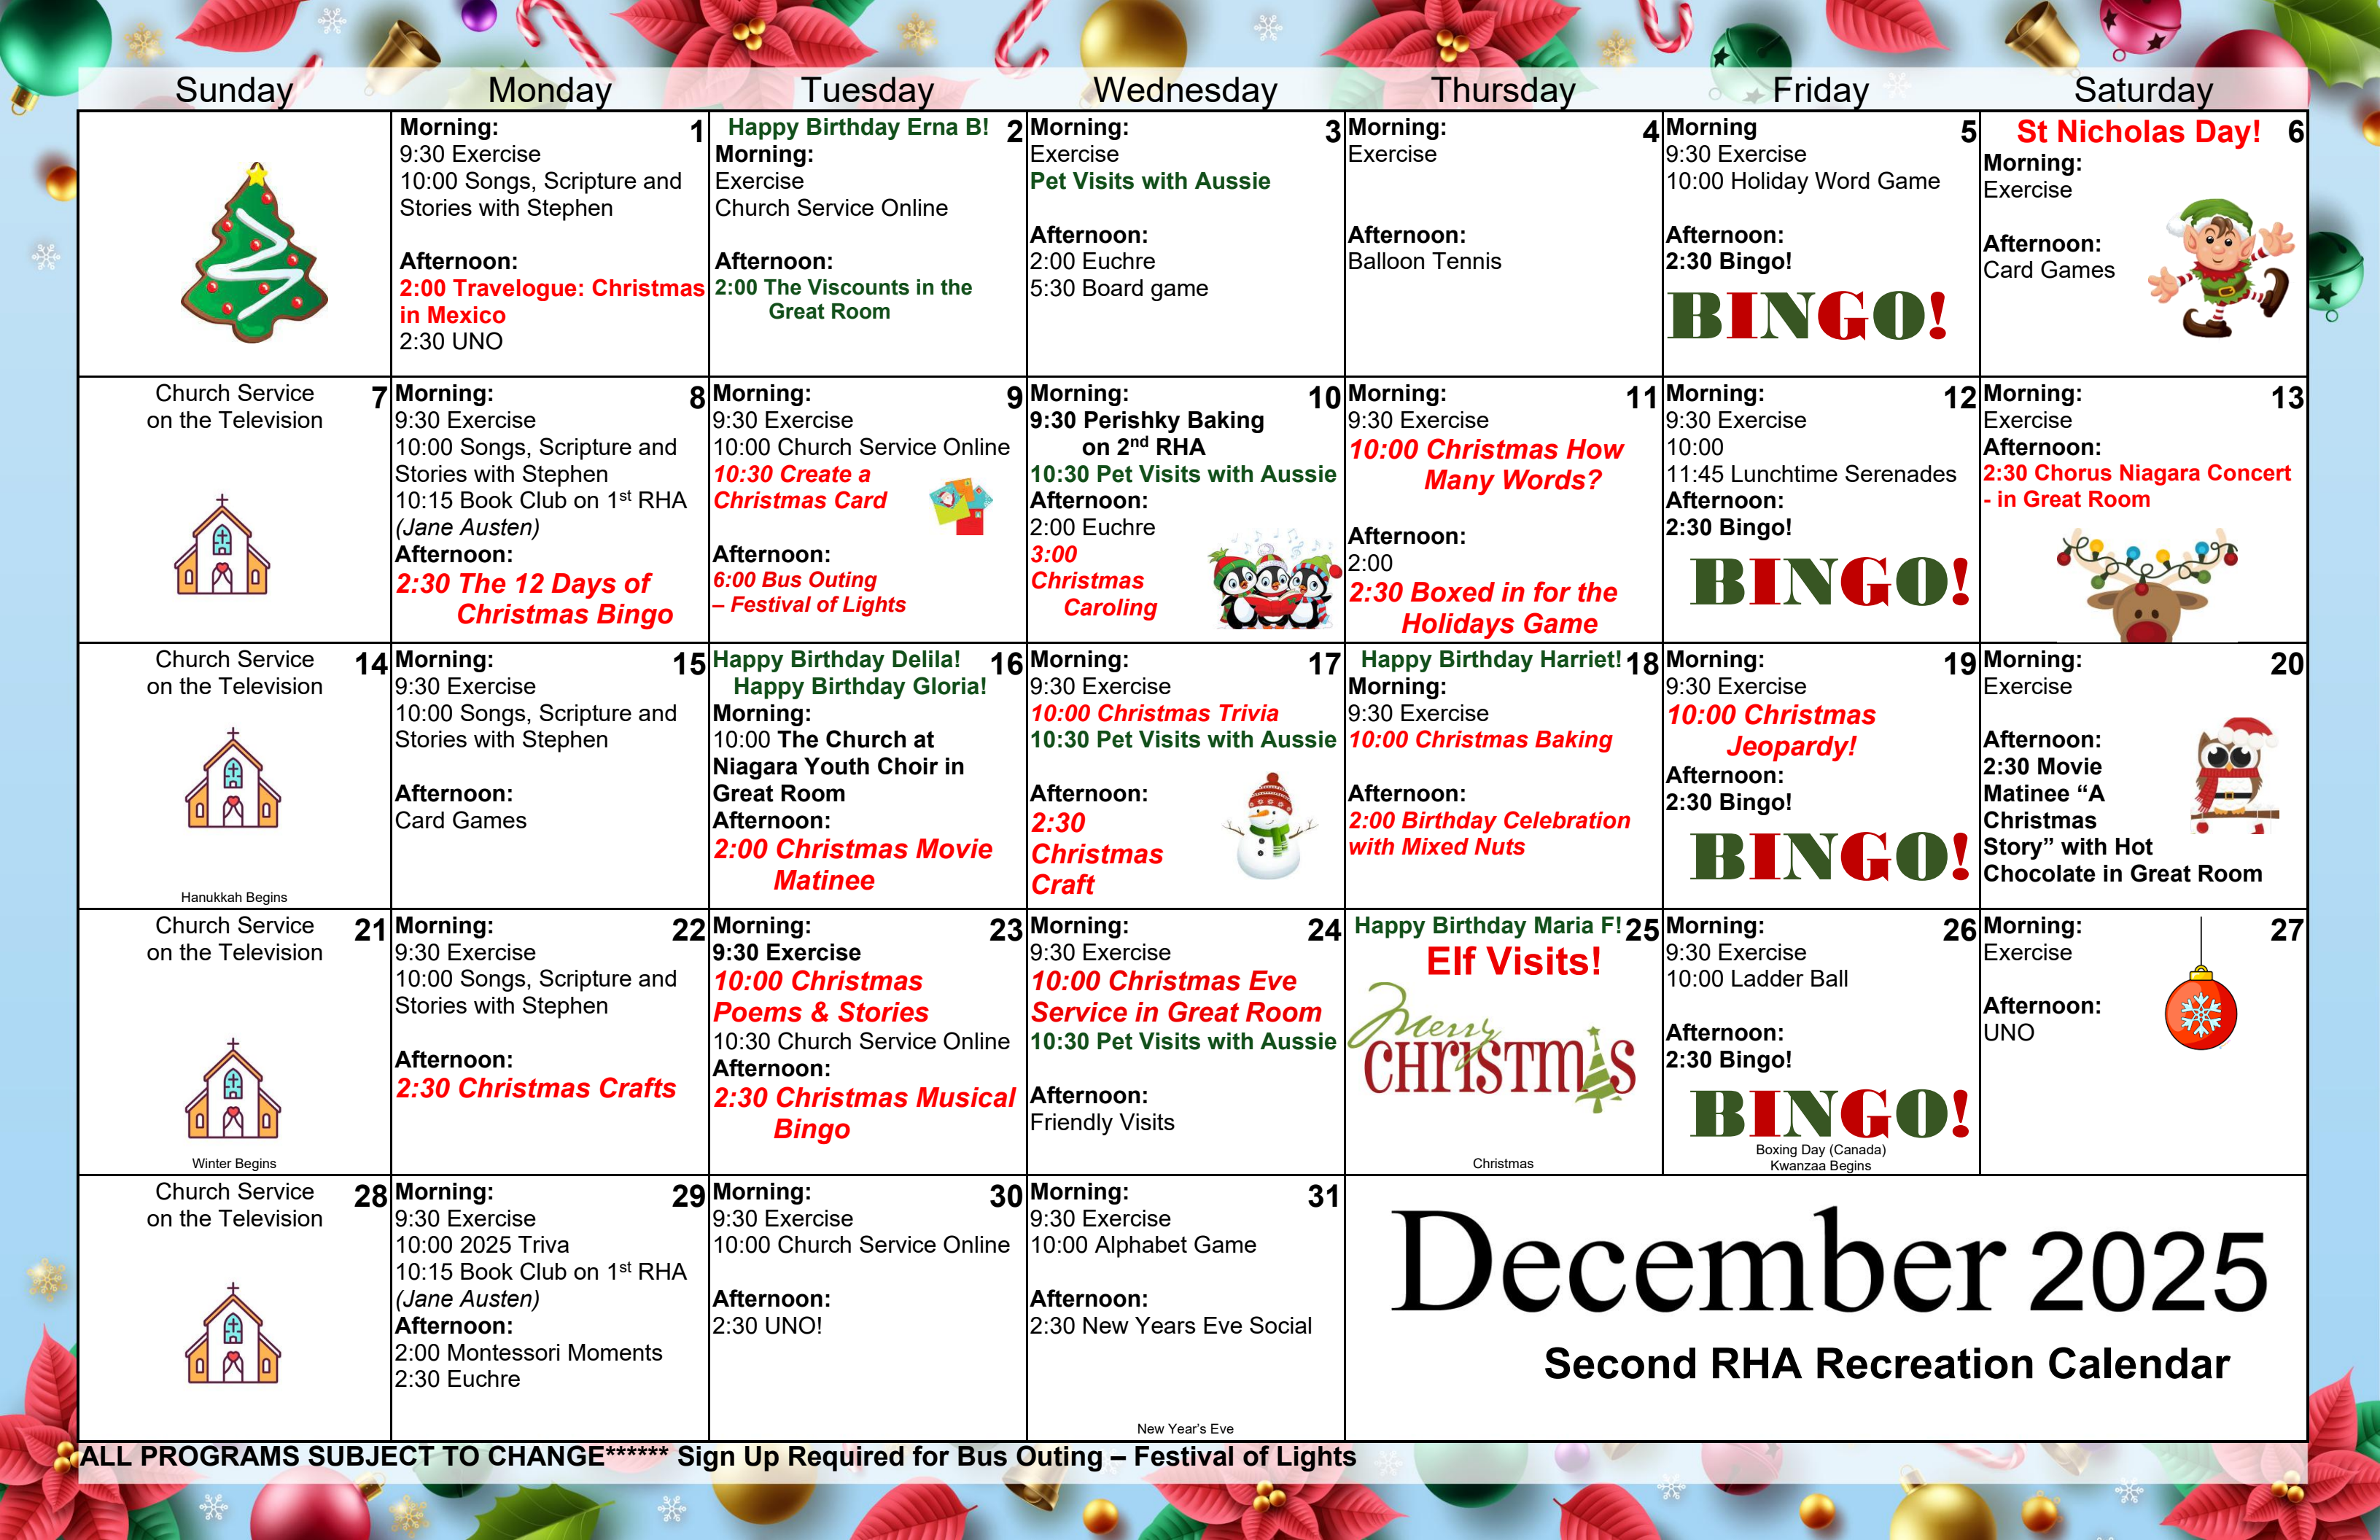 Sunday Monday Tuesday Wednesday Thursday Friday Saturday
Morning: 1
9:30 Exercise
10:00 Songs, Scripture and
Stories with Stephen
Afternoon:
2:00 Travelogue: Christmas
in Mexico
2:30 UNO
Happy Birthday Erna B! 2
Morning:
Exercise
Church Service Online
Afternoon:
2:00 The Viscounts in the
Great Room
Morning: 3
Exercise
Pet Visits with Aussie
Afternoon:
2:00 Euchre
5:30 Board game
Morning: 4
Exercise
Afternoon:
Balloon Tennis
Morning 5
9:30 Exercise
10:00 Holiday Word Game
Afternoon:
2:30 Bingo!
BINGO!
St Nicholas Day! 6
Morning:
Exercise
Afternoon:
Card Games
Church Service 7
on the Television
Morning: 8
9:30 Exercise
10:00 Songs, Scripture and
Stories with Stephen
10:15 Book Club on 1st RHA
(Jane Austen)
Afternoon:
2:30 The 12 Days of
Christmas Bingo
Morning: 9
9:30 Exercise
10:00 Church Service Online
10:30 Create a
Christmas Card
Afternoon:
6:00 Bus Outing
– Festival of Lights
Morning: 10
9:30 Perishky Baking
on 2nd RHA
10:30 Pet Visits with Aussie
Afternoon:
2:00 Euchre
3:00
Christmas
Caroling
Morning: 11
9:30 Exercise
10:00 Christmas How
Many Words?
Afternoon:
2:00
2:30 Boxed in for the
Holidays Game
Morning: 12
9:30 Exercise
10:00
11:45 Lunchtime Serenades
Afternoon:
2:30 Bingo!
BINGO!
Morning: 13
Exercise
Afternoon:
2:30 Chorus Niagara Concert
- in Great Room
Church Service 14
on the Television
Hanukkah Begins
Morning: 15
9:30 Exercise
10:00 Songs, Scripture and
Stories with Stephen
Afternoon:
Card Games
Happy Birthday Delila! 16
Happy Birthday Gloria!
Morning:
10:00 The Church at
Niagara Youth Choir in
Great Room
Afternoon:
2:00 Christmas Movie
Matinee
Morning: 17
9:30 Exercise
10:00 Christmas Trivia
10:30 Pet Visits with Aussie
Afternoon:
2:30
Christmas
Craft
Happy Birthday Harriet! 18
Morning:
9:30 Exercise
10:00 Christmas Baking
Afternoon:
2:00 Birthday Celebration
with Mixed Nuts
Morning: 19
9:30 Exercise
10:00 Christmas
Jeopardy!
Afternoon:
2:30 Bingo!
BINGO!
Morning: 20
Exercise
Afternoon:
2:30 Movie
Matinee “A
Christmas
Story” with Hot
Chocolate in Great Room
Church Service 21
on the Television
Winter Begins
Morning: 22
9:30 Exercise
10:00 Songs, Scripture and
Stories with Stephen
Afternoon:
2:30 Christmas Crafts
Morning: 23
9:30 Exercise
10:00 Christmas
Poems & Stories
10:30 Church Service Online
Afternoon:
2:30 Christmas Musical
Bingo
Morning: 24
9:30 Exercise
10:00 Christmas Eve
Service in Great Room
10:30 Pet Visits with Aussie
Afternoon:
Friendly Visits
Happy Birthday Maria F! 25
Elf Visits!
Merry
CHRISTMAS
Christmas
Morning: 26
9:30 Exercise
10:00 Ladder Ball
Afternoon:
2:30 Bingo!
BINGO!
Boxing Day (Canada)
Kwanzaa Begins
Morning: 27
Exercise
Afternoon:
UNO
Church Service 28
on the Television
Morning: 29
9:30 Exercise
10:00 2025 Triva
10:15 Book Club on 1st RHA
(Jane Austen)
Afternoon:
2:00 Montessori Moments
2:30 Euchre
Morning: 30
9:30 Exercise
10:00 Church Service Online
Afternoon:
2:30 UNO!
Morning: 31
9:30 Exercise
10:00 Alphabet Game
Afternoon:
2:30 New Years Eve Social
New Year’s Eve
December 2025
Second RHA Recreation Calendar
ALL PROGRAMS SUBJECT TO CHANGE****** Sign Up Required for Bus Outing – Festival of Lights